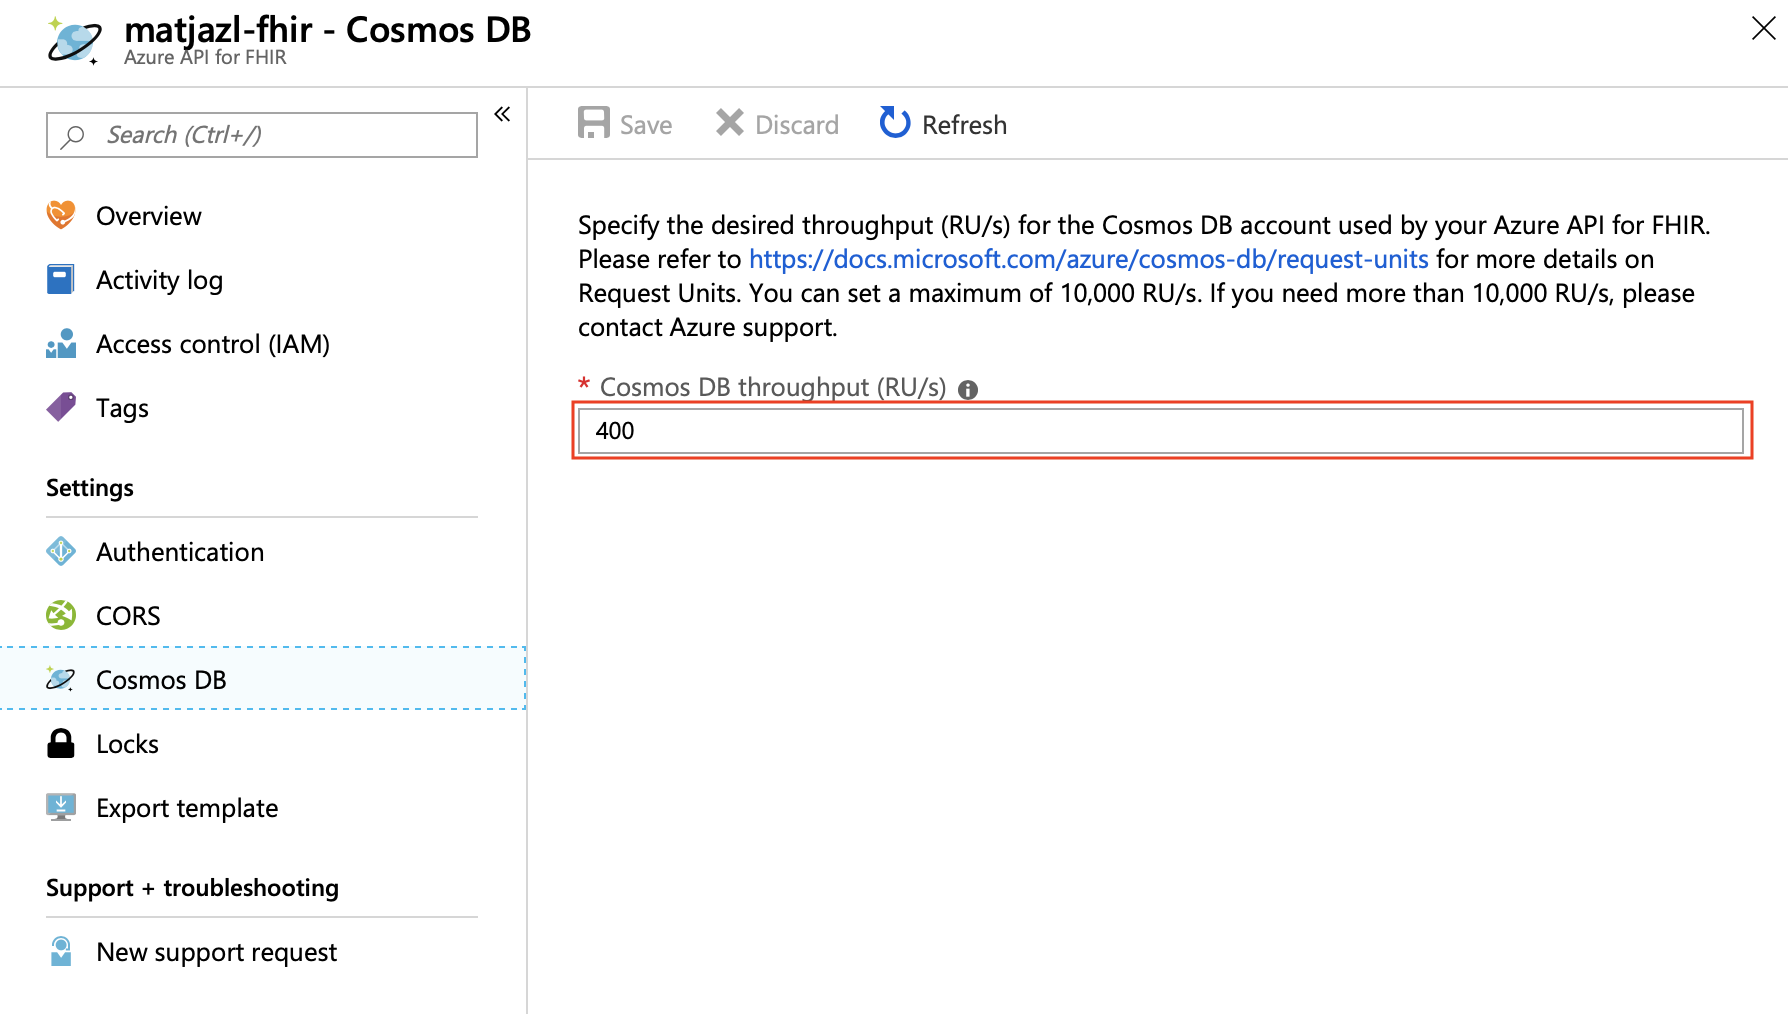 matjazl-fhir - Cosmos DB
Azure API for FHIR
Search (Ctrl+/)
«
Overview
Activity log
Access control (IAM)
Tags
Settings
Authentication
CORS
Cosmos DB
Locks
Export template
Support + troubleshooting
New support request
Save Discard Refresh
Specify the desired throughput (RU/s) for the Cosmos DB account used by your Azure API for FHIR.
Please refer to https://docs.microsoft.com/azure/cosmos-db/request-units for more details on
Request Units. You can set a maximum of 10,000 RU/s. If you need more than 10,000 RU/s, please
contact Azure support.
* Cosmos DB throughput (RU/s)
400